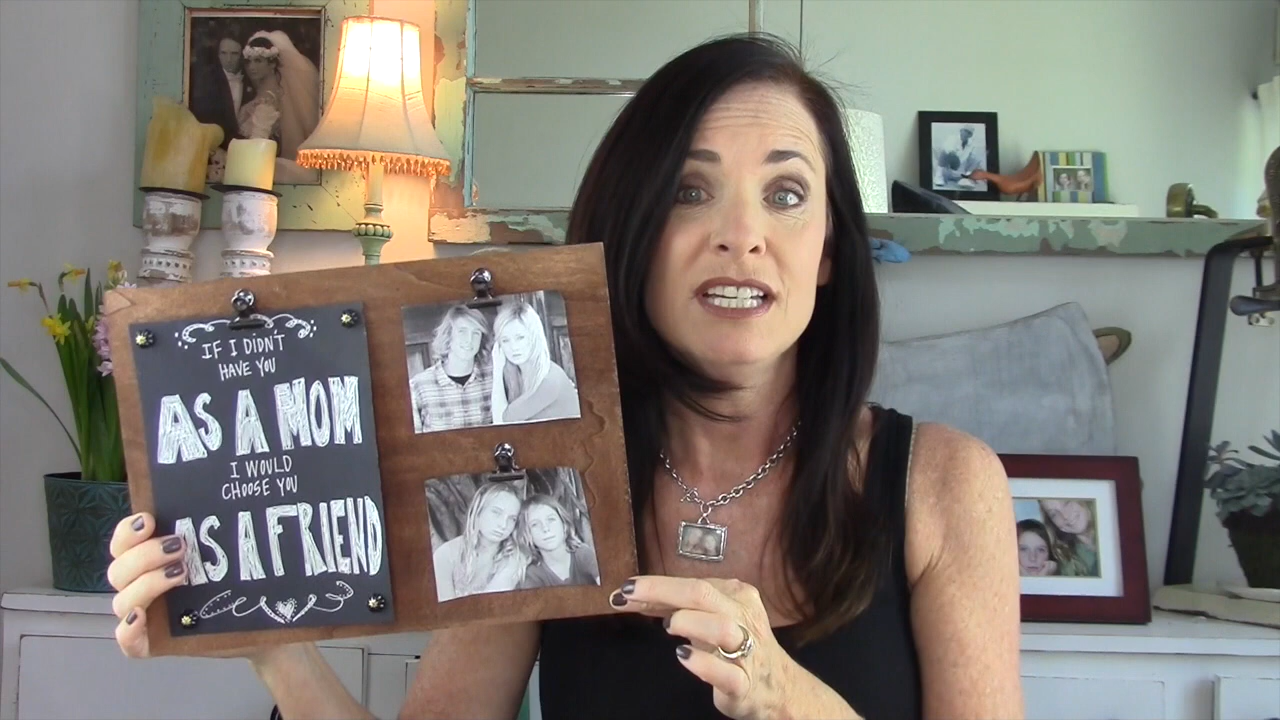 IF I DIDN'T
HAVE YOU
AS A MOM
I WOULD
CHOOSE YOU
AS A FRIEND